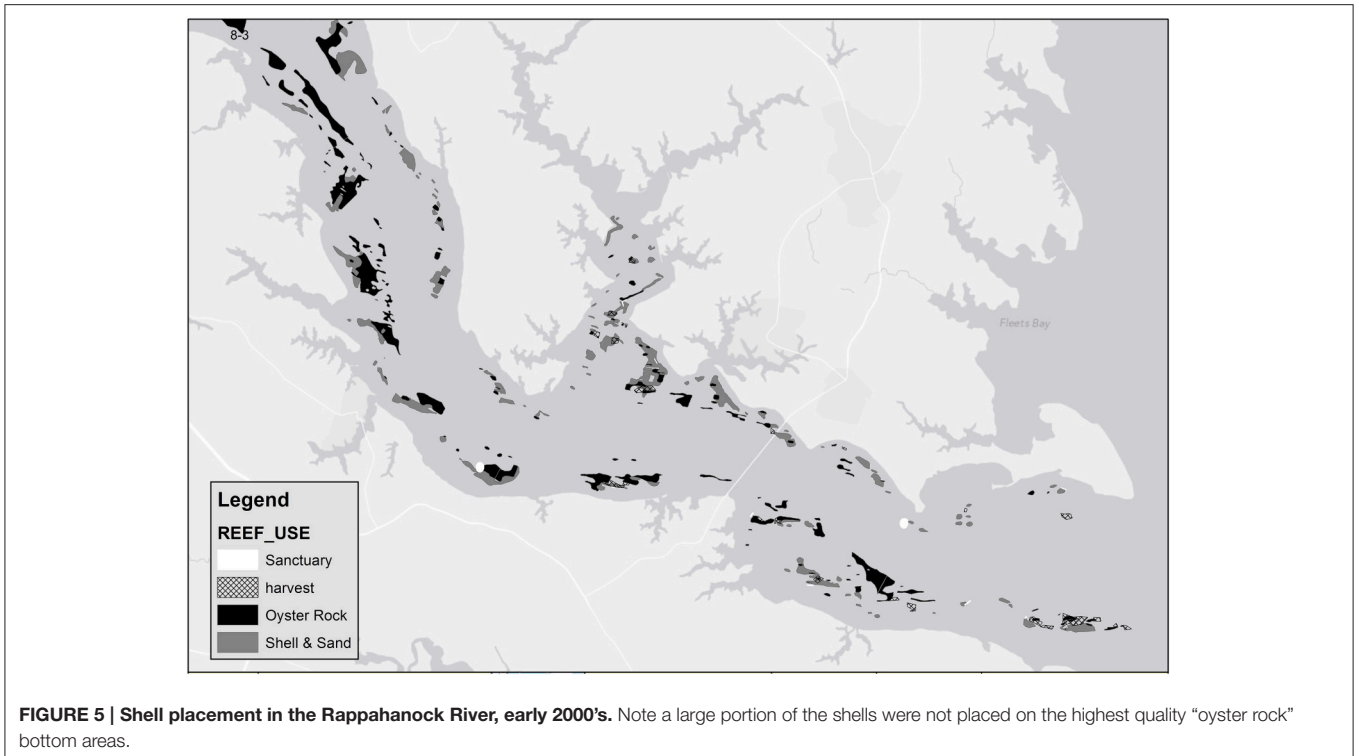 8-3
Fleets Bay
Legend
REEF_USE
Sanctuary
harvest
Oyster Rock
Shell & Sand
FIGURE 5 | Shell placement in the Rappahanock River, early 2000's. Note a large portion of the shells were not placed on the highest quality “oyster rock”
bottom areas.